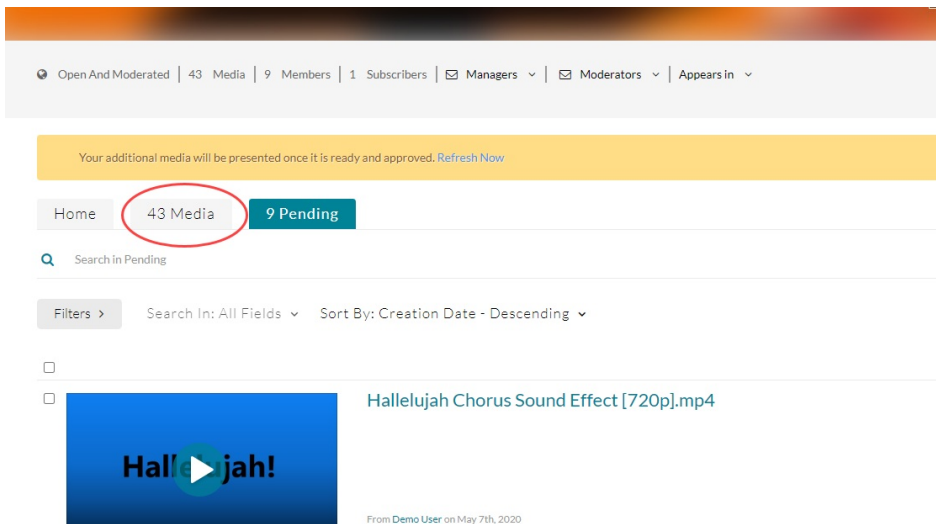 Open And Moderated | 43 Media | 9 Members | 1 Subscribers | Managers | Moderators | Appears in
Your additional media will be presented once it is ready and approved. Refresh Now
Home 43 Media 9 Pending
Search in Pending
Filters > Search In: All Fields Sort By: Creation Date - Descending
Hallelujah Chorus Sound Effect [720p].mp4
Hallelujah!
From Demo User on May 7th, 2020